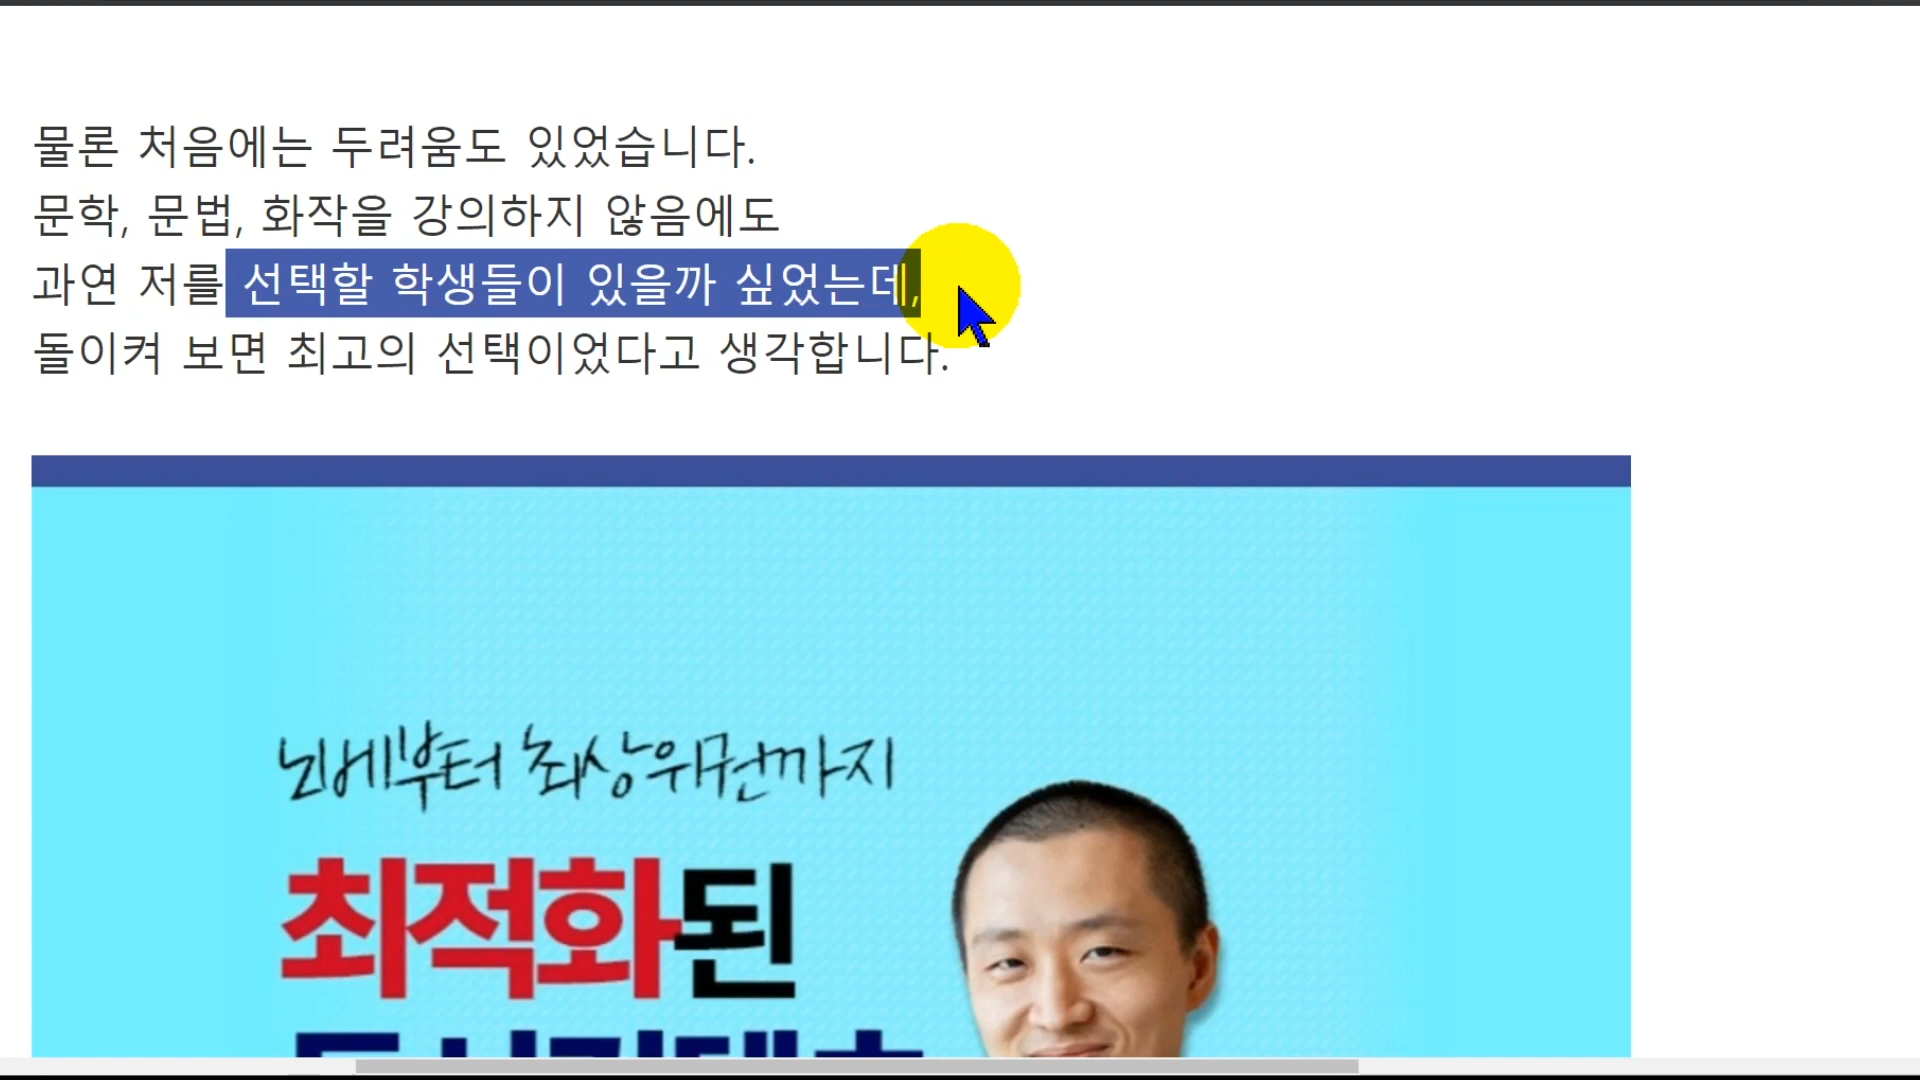 물론 처음에는 두려움도 있었습니다.
문학, 문법, 화작을 강의하지 않음에도
과연 저를 선택할 학생들이 있을까 싶었는데,
돌이켜 보면 최고의 선택이었다고 생각합니다.
뇌세부터 최상위권까지
최적화된